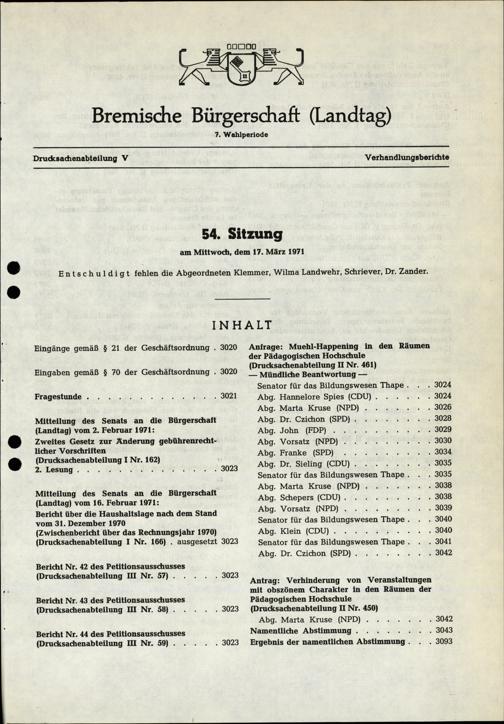 Bremische Bürgerschaft (Landtag)
7. Wahlperiode
Drucksachenabteilung V
Verhandlungsberichte
54. Sitzung
am Mittwoch, dem 17. März 1971
Entschuldigt fehlen die Abgeordneten Klemmer, Wilma Landwehr, Schriever, Dr. Zander.
INHALT
Eingänge gemäß § 21 der Geschäftsordnung . 3020
Eingaben gemäß § 70 der Geschäftsordnung . 3020
Fragestunde . . . . . . . . . . . . . 3021
Mitteilung des Senats an die Bürgerschaft
(Landtag) vom 2. Februar 1971:
Zweites Gesetz zur Änderung gebührenrecht-
licher Vorschriften
(Drucksachenabteilung I Nr. 162)
2. Lesung . . . . . . . . . . . . . . 3023
Mitteilung des Senats an die Bürgerschaft
(Landtag) vom 16. Februar 1971:
Bericht über die Haushaltslage nach dem Stand
vom 31. Dezember 1970
(Zwischenbericht über das Rechnungsjahr 1970)
(Drucksachenabteilung I Nr. 166) . ausgesetzt 3023
Bericht Nr. 42 des Petitionsausschusses
(Drucksachenabteilung III Nr. 57) . . . . . 3023
Bericht Nr. 43 des Petitionsausschusses
(Drucksachenabteilung III Nr. 58) . . . . . 3023
Bericht Nr. 44 des Petitionsausschusses
(Drucksachenabteilung III Nr. 59) . . . . . 3023
Anfrage: Muehl-Happening in den Räumen
der Pädagogischen Hochschule
(Drucksachenabteilung II Nr. 461)
— Mündliche Beantwortung —
Senator für das Bildungswesen Thape . . . 3024
Abg. Hannelore Spies (CDU) . . . . . . 3024
Abg. Marta Kruse (NPD) . . . . . . . 3026
Abg. Dr. Czichon (SPD) . . . . . . . . 3028
Abg. John (FDP) . . . . . . . . . . 3029
Abg. Vorsatz (NPD) . . . . . . . . . 3030
Abg. Franke (SPD) . . . . . . . . . 3034
Abg. Dr. Sieling (CDU) . . . . . . . . 3035
Senator für das Bildungswesen Thape . . . 3035
Abg. Marta Kruse (NPD) . . . . . . . 3038
Abg. Schepers (CDU) . . . . . . . . . 3038
Abg. Vorsatz (NPD) . . . . . . . . . 3039
Senator für das Bildungswesen Thape . . . 3040
Abg. Klein (CDU) . . . . . . . . . . 3040
Senator für das Bildungswesen Thape . . . 3041
Abg. Dr. Czichon (SPD) . . . . . . . . 3042
Antrag: Verhinderung von Veranstaltungen
mit obszönem Charakter in den Räumen der
Pädagogischen Hochschule
(Drucksachenabteilung II Nr. 450)
Abg. Marta Kruse (NPD) . . . . . . . 3042
Namentliche Abstimmung . . . . . . . . 3043
Ergebnis der namentlichen Abstimmung . . . 3093